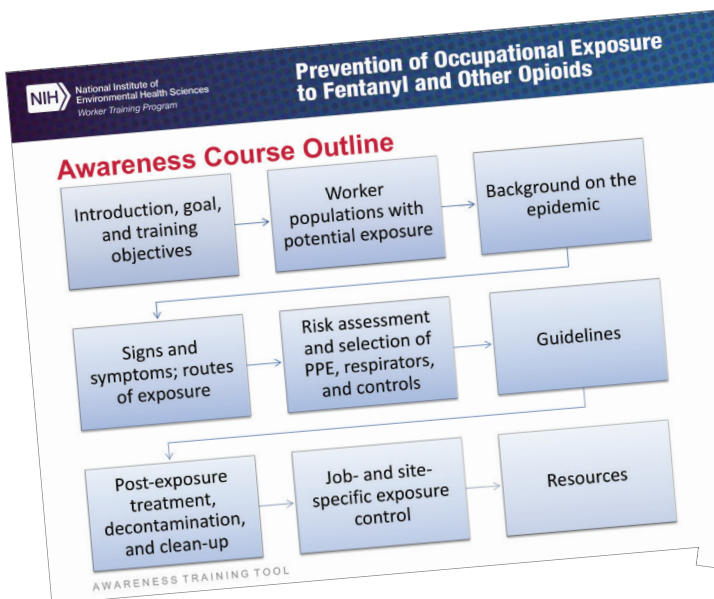 NIH
National Institute of
Environmental Health Sciences
Worker Training Program
Prevention of Occupational Exposure
to Fentanyl and Other Opioids
Awareness Course Outline
Introduction, goal,
and training
objectives
Worker
populations with
potential exposure
Background on the
epidemic
Signs and
symptoms; routes
of exposure
Risk assessment
and selection of
PPE, respirators,
and controls
Guidelines
Post-exposure
treatment,
decontamination,
and clean-up
Job- and site-
specific exposure
control
Resources
AWARENESS TRAINING TOOL